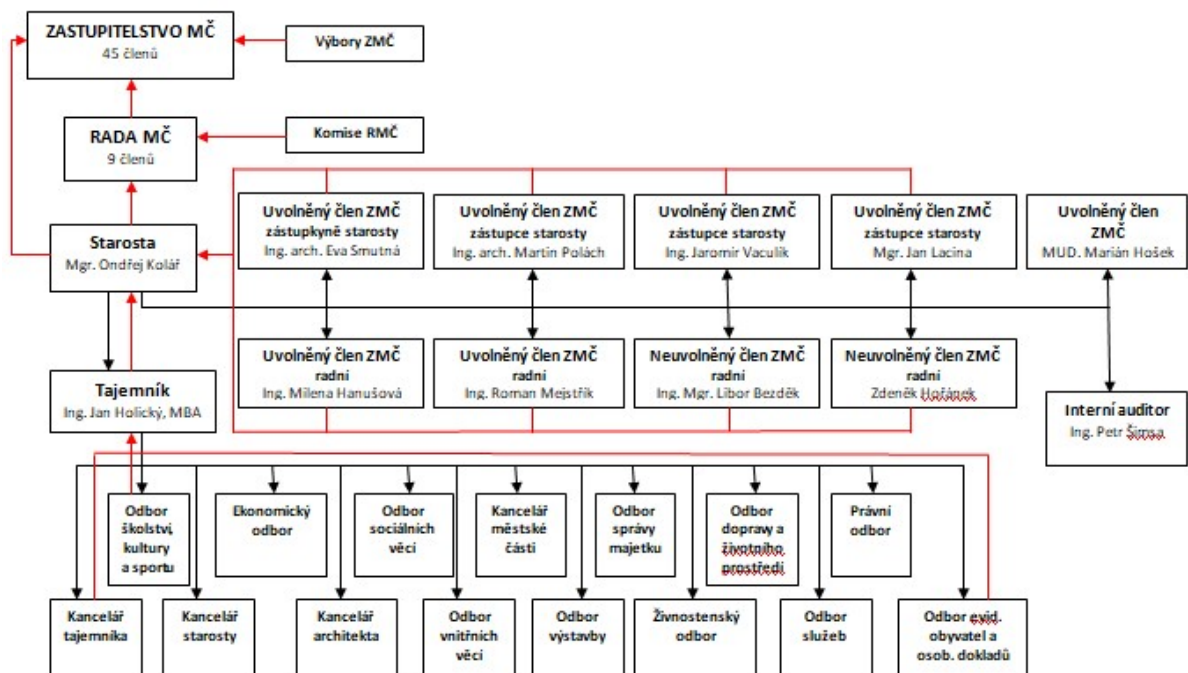 ZASTUPITELSTVO MČ
45 členů
Výbory ZMČ
RADA MČ
9 členů
Komise RMČ
Starosta
Mgr. Ondřej Kolář
Uvolněný člen ZMČ
zástupkyně starosty
Ing. arch. Eva Smutná
Uvolněný člen ZMČ
zástupce starosty
Ing. arch. Martin Polách
Uvolněný člen ZMČ
zástupce starosty
Ing. Jaromír Vaculík
Uvolněný člen ZMČ
zástupce starosty
Mgr. Jan Lacina
Uvolněný člen
ZMČ
MUD. Marián Hošek
Tajemník
Ing. Jan Holický, MBA
Uvolněný člen ZMČ
radní
Ing. Milena Hanušová
Uvolněný člen ZMČ
radní
Ing. Roman Mejstřík
Neuvolněný člen ZMČ
radní
Ing. Mgr. Libor Bezděk
Neuvolněný člen ZMČ
radní
Zdeněk Hořánek
Interní auditor
Ing. Petr Šimsa
Odbor
školství,
kultury
a sportu
Ekonomický
odbor
Odbor
sociálních
věcí
Kancelář
městské
části
Odbor
správy
majetku
Odbor
dopravy a
životního
prostředí
Právní
odbor
Kancelář
tajemníka
Kancelář
starosty
Kancelář
architekta
Odbor
vnitřních
věcí
Odbor
výstavby
Živnostenský
odbor
Odbor
služeb
Odbor evid.
obyvatel a
osob. dokladů